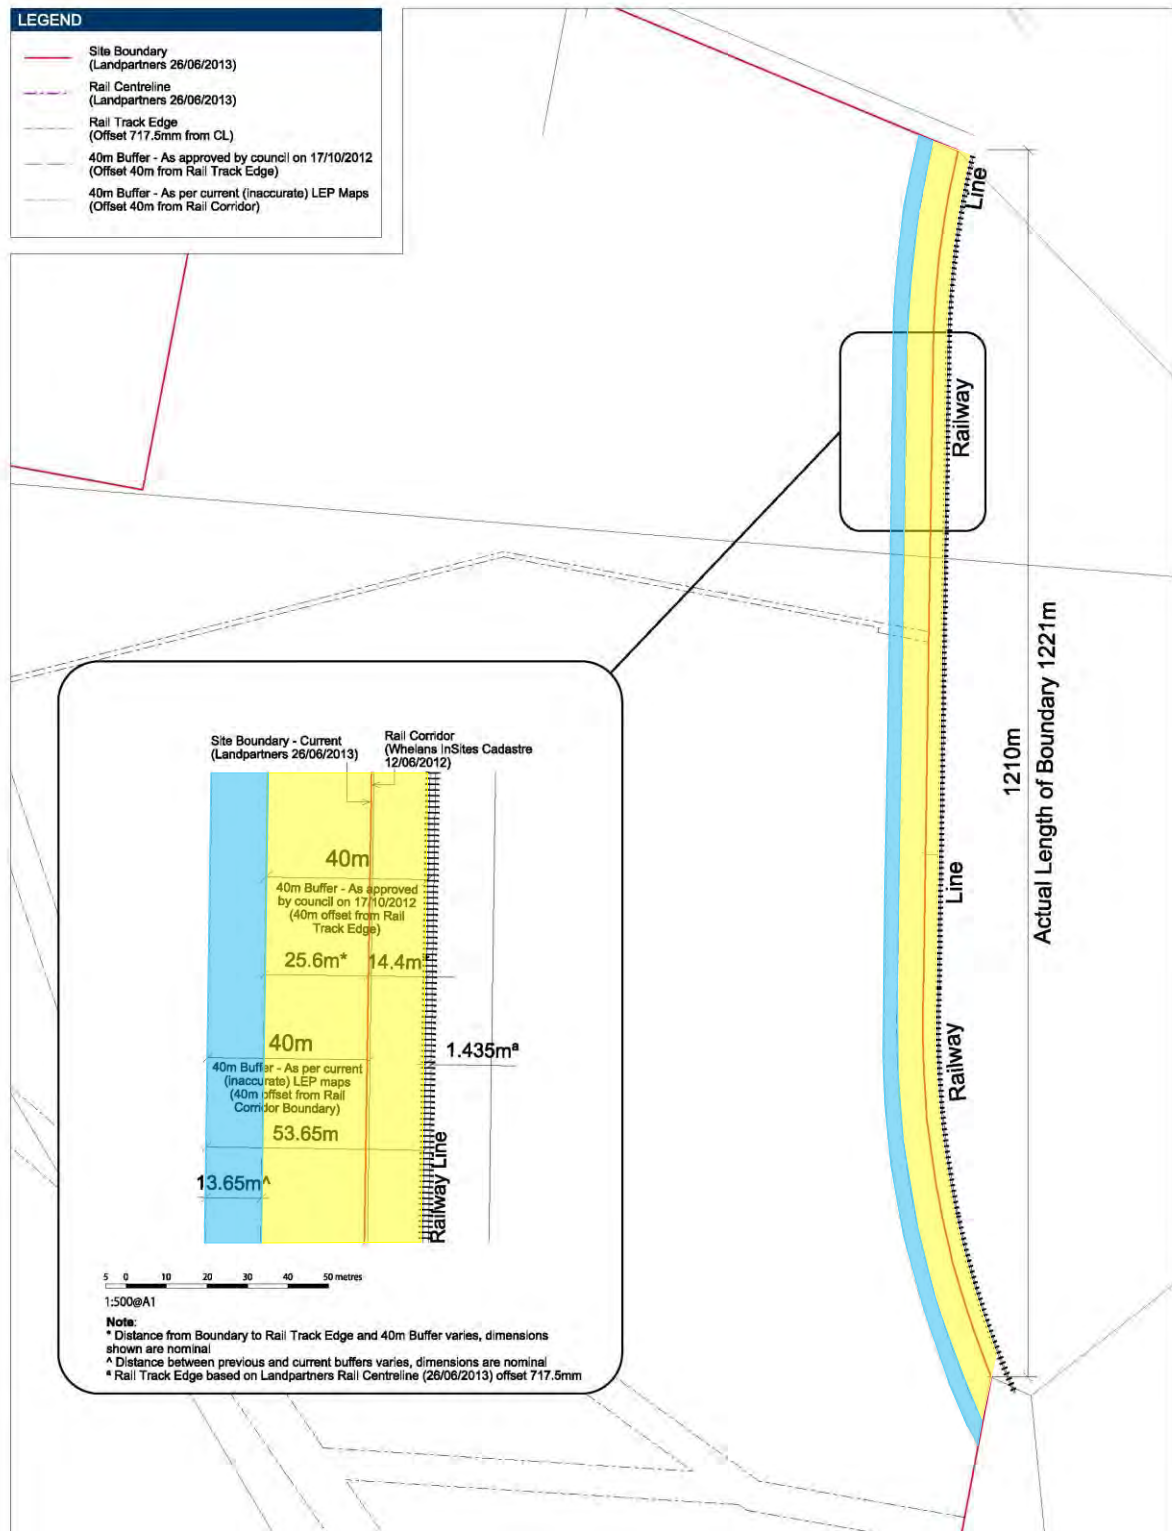 LEGEND
Site Boundary
(Landpartners 26/06/2013)
Rail Centreline
(Landpartners 26/06/2013)
Rail Track Edge
(Offset 717.5mm from CL)
40m Buffer - As approved by council on 17/10/2012
(Offset 40m from Rail Track Edge)
40m Buffer - As per current (inaccurate) LEP Maps
(Offset 40m from Rail Corridor)
Line
Railway
1210m
Actual Length of Boundary 1221m
Line
Railway
Site Boundary - Current
(Landpartners 26/06/2013)
Rail Corridor
(Whelans InSites Cadastre
12/06/2012)
40m
40m Buffer - As approved
by council on 17/10/2012
(40m offset from Rail
Track Edge)
25.6m*
14.4m*
40m
1.435mª
40m Buffer - As per current
(inaccurate) LEP maps
(40m offset from Rail
Corridor Boundary)
53.65m
13.65m^
Railway Line
5 0 10 20 30 40 50 metres
1:500@A1
Note:
* Distance from Boundary to Rail Track Edge and 40m Buffer varies, dimensions
shown are nominal
^ Distance between previous and current buffers varies, dimensions are nominal
ª Rail Track Edge based on Landpartners Rail Centreline (26/06/2013) offset 717.5mm